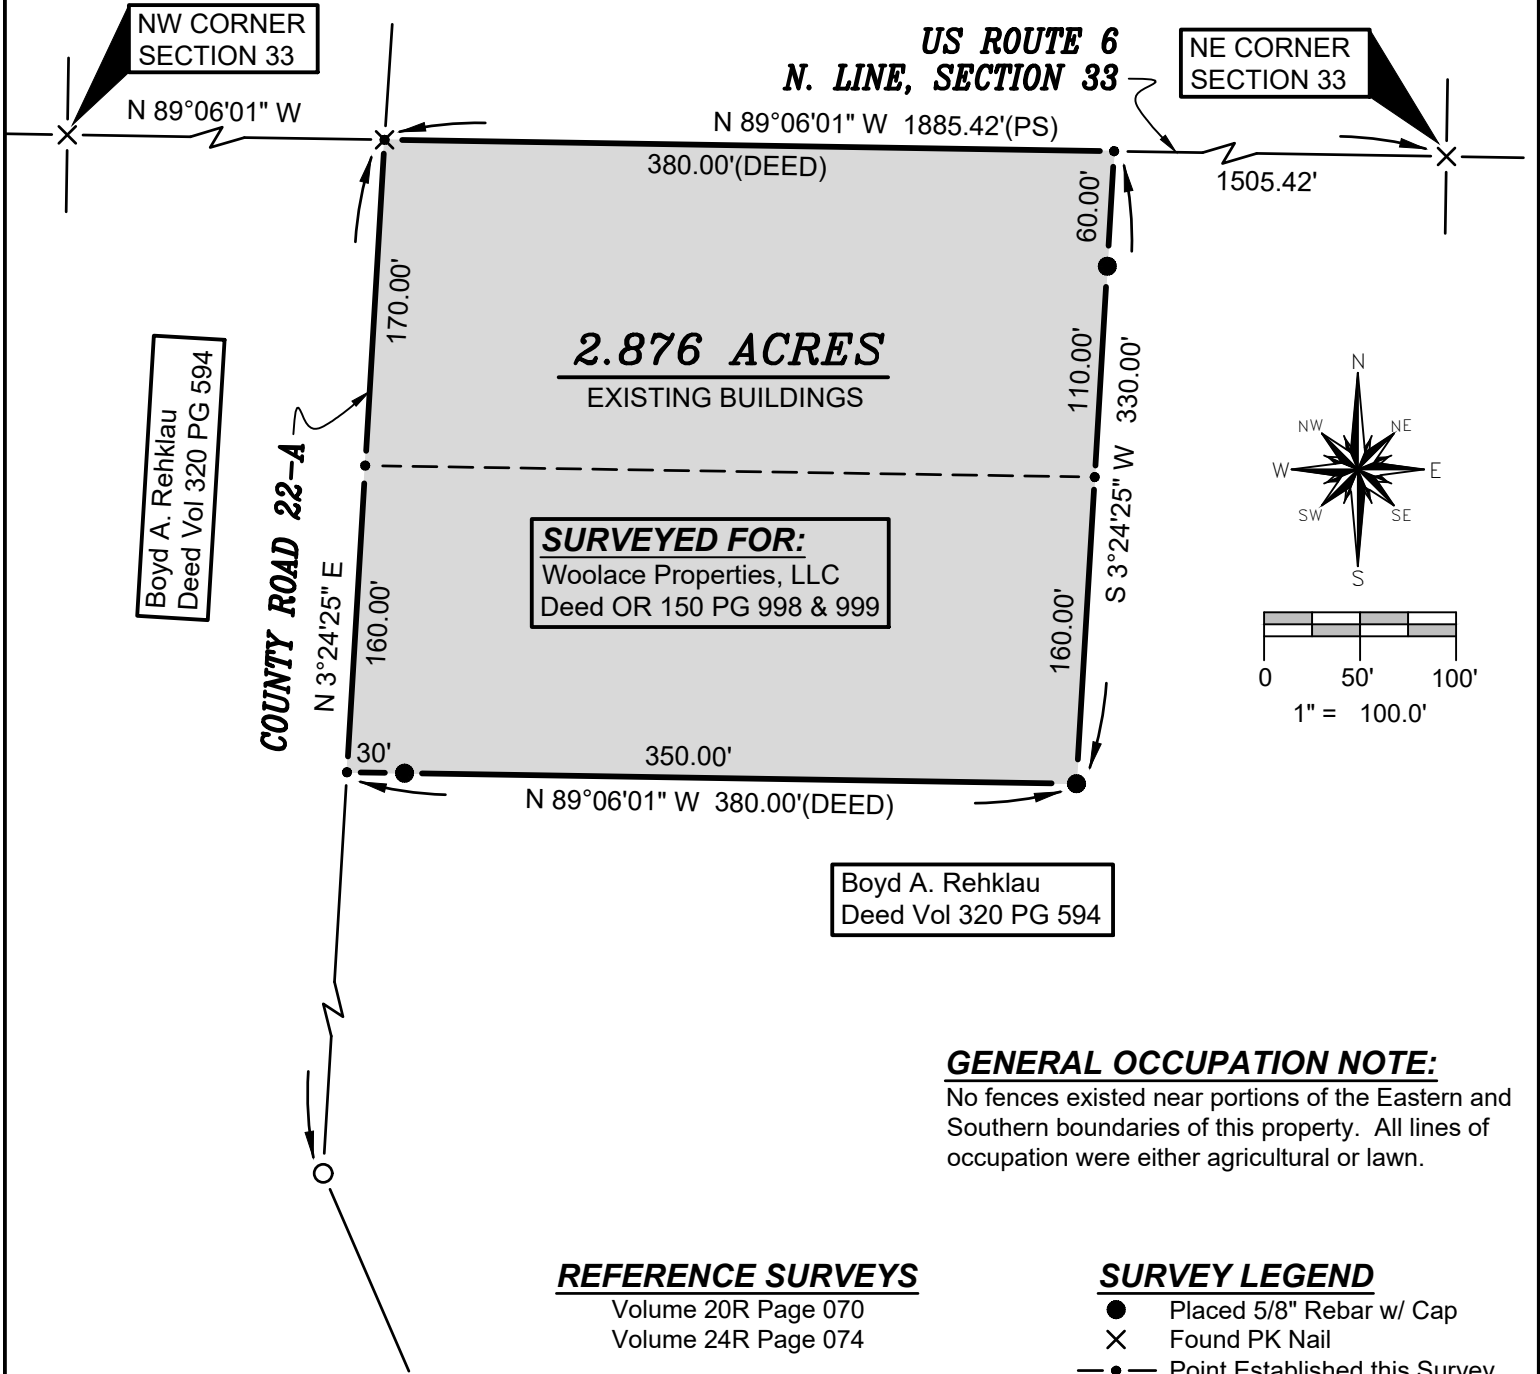 NW CORNER
SECTION 33
US ROUTE 6
N. LINE, SECTION 33
NE CORNER
SECTION 33
N 89°06'01" W
N 89°06'01" W 1885.42'(PS)
380.00'(DEED)
1505.42'
60.00'
170.00'
110.00'
S 3°24'25" W 330.00'
2.876 ACRES
EXISTING BUILDINGS
Boyd A. Rehklau
Deed Vol 320 PG 594
COUNTY ROAD 22-A
N 3°24'25" E
160.00'
SURVEYED FOR:
Woolace Properties, LLC
Deed OR 150 PG 998 & 999
160.00'
N
NW
NE
W
E
SW
SE
S
0 50' 100'
1" = 100.0'
30'
350.00'
N 89°06'01" W 380.00'(DEED)
Boyd A. Rehklau
Deed Vol 320 PG 594
GENERAL OCCUPATION NOTE:
No fences existed near portions of the Eastern and
Southern boundaries of this property. All lines of
occupation were either agricultural or lawn.
REFERENCE SURVEYS
Volume 20R Page 070
Volume 24R Page 074
SURVEY LEGEND
Placed 5/8" Rebar w/ Cap
Found PK Nail
Point Established this Survey